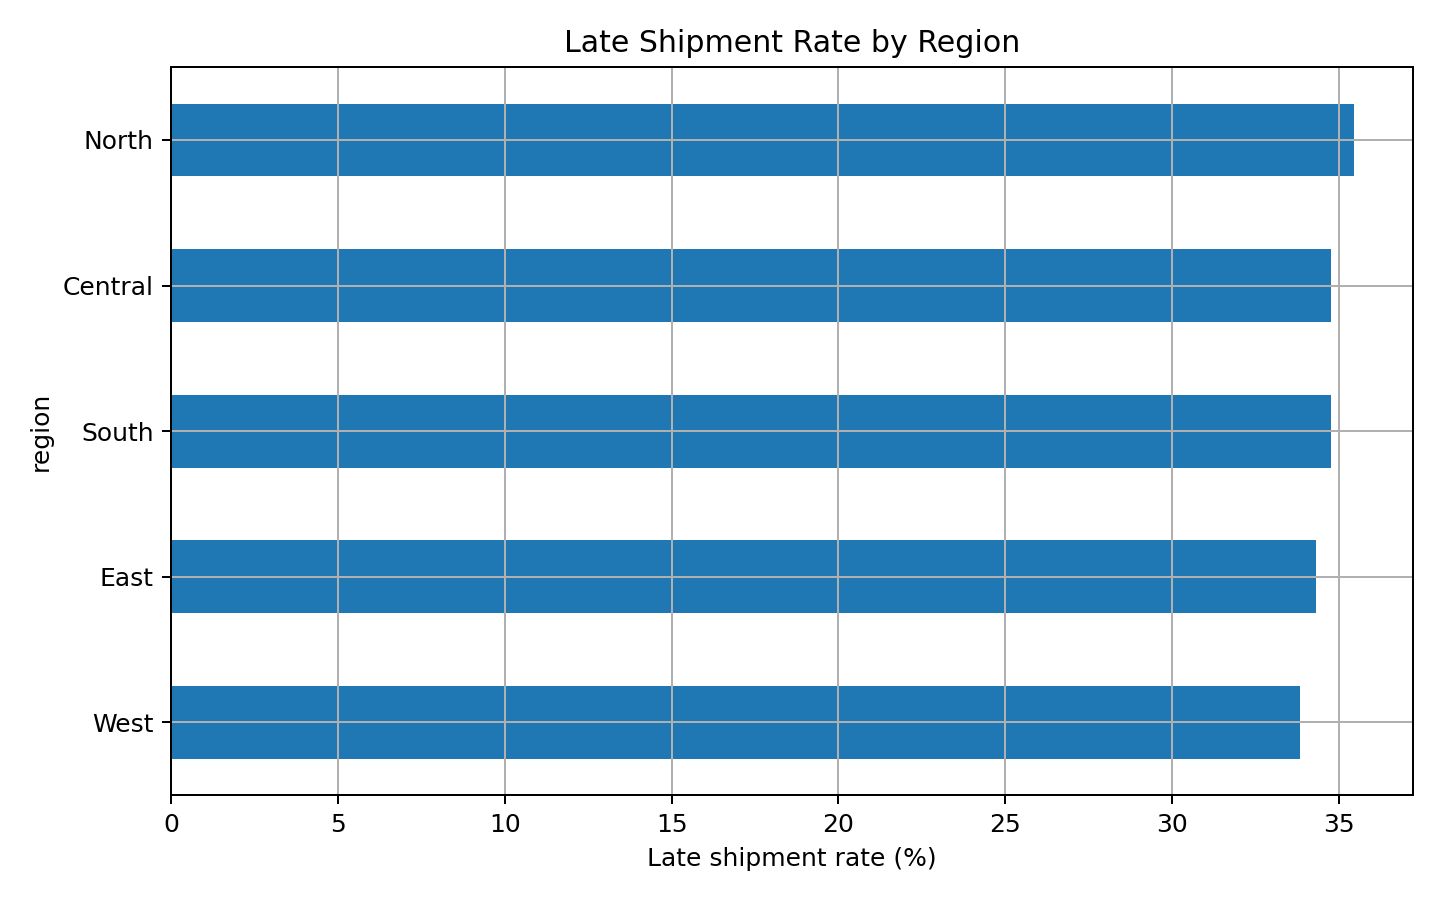 Late Shipment Rate by Region
North
Central
South
East
West
region
0 5 10 15 20 25 30 35
Late shipment rate (%)